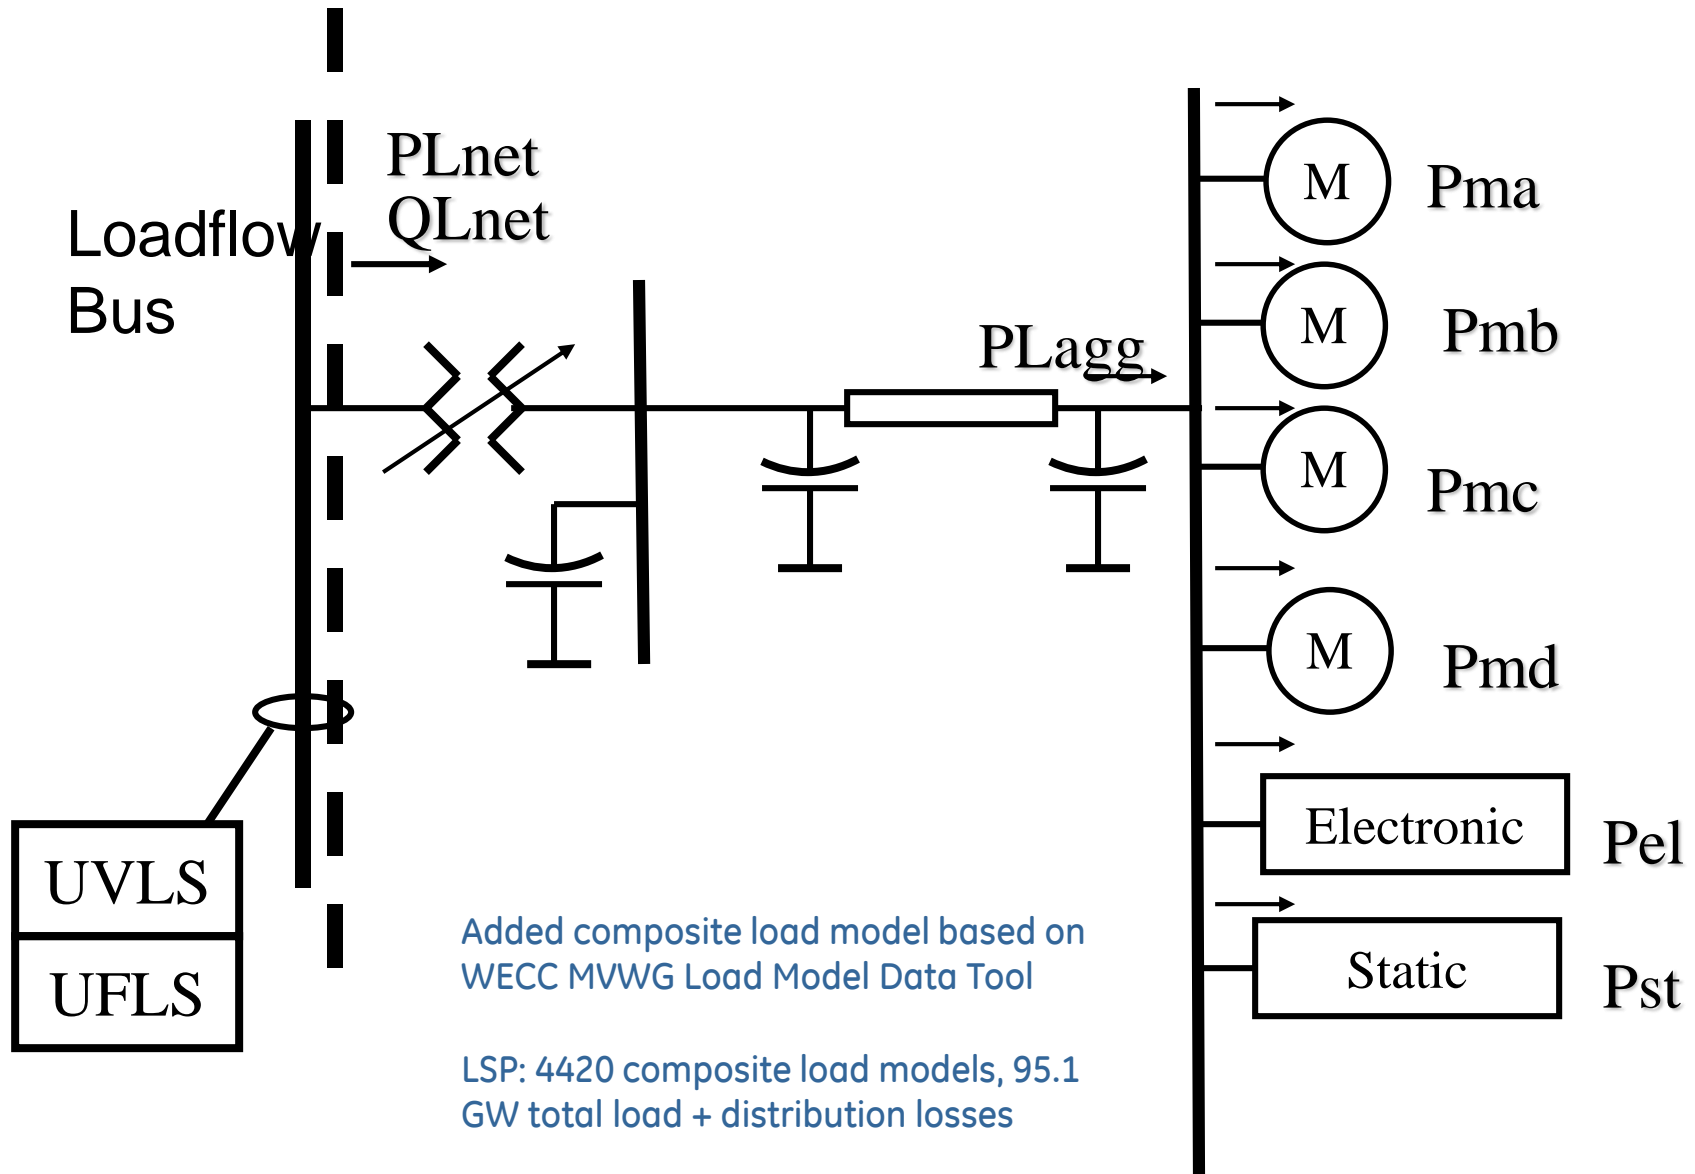 PLnet
QLnet
Loadflow
Bus
PLagg
M
Pma
M
Pmb
M
Pmc
M
Pmd
Electronic
Pel
Static
Pst
UVLS
UFLS
Added composite load model based on
WECC MVWG Load Model Data Tool
LSP: 4420 composite load models, 95.1
GW total load + distribution losses